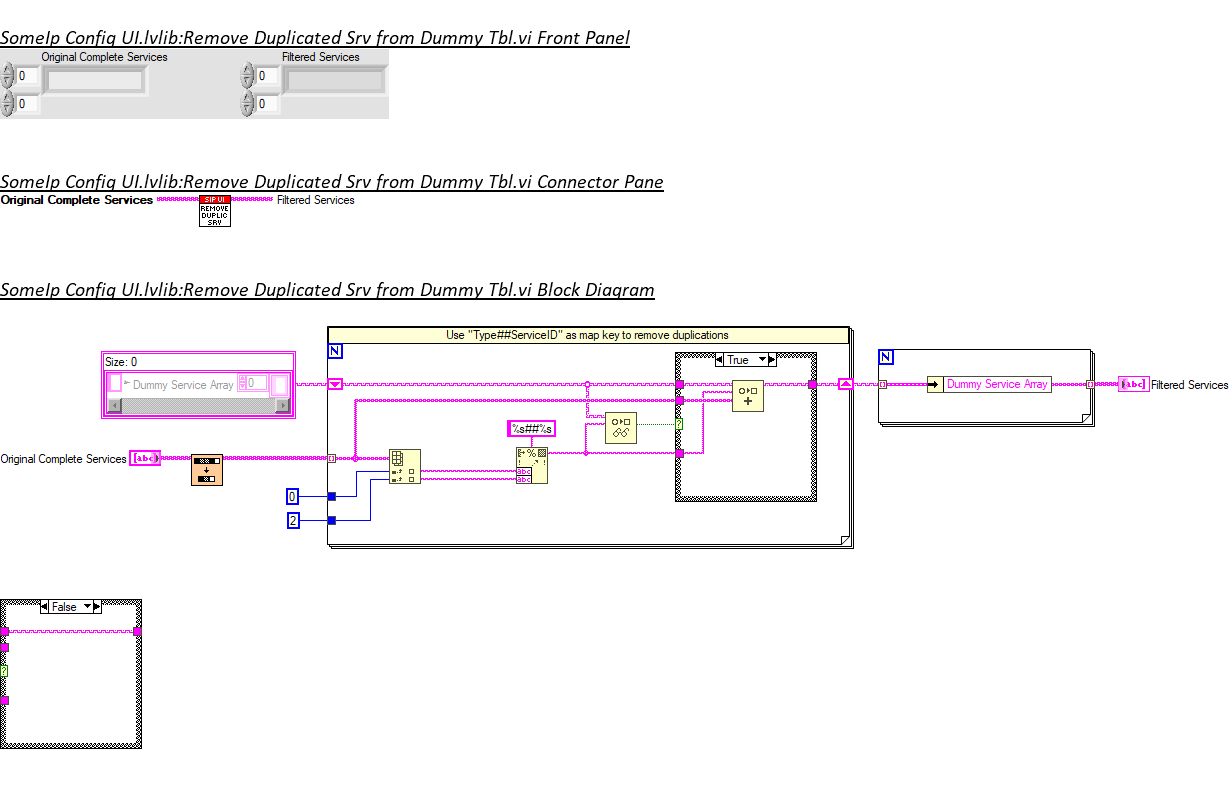 SomeIp Config UI.lvlib:Remove Duplicated Srv from Dummy Tbl.vi Front Panel
Original Complete Services
Filtered Services
0
0
0
0
SomeIp Config UI.lvlib:Remove Duplicated Srv from Dummy Tbl.vi Connector Pane
Original Complete Services
SIP UI
REMOVE
DUPLIC
SRV
Filtered Services
SomeIp Config UI.lvlib:Remove Duplicated Srv from Dummy Tbl.vi Block Diagram
Use "Type##ServiceID" as map key to remove duplications
N
N
Size: 0
True
Dummy Service Array
0
Dummy Service Array
abc
Filtered Services
%s##%s
?
Original Complete Services
abc
%
abc
abc
0
2
False
?